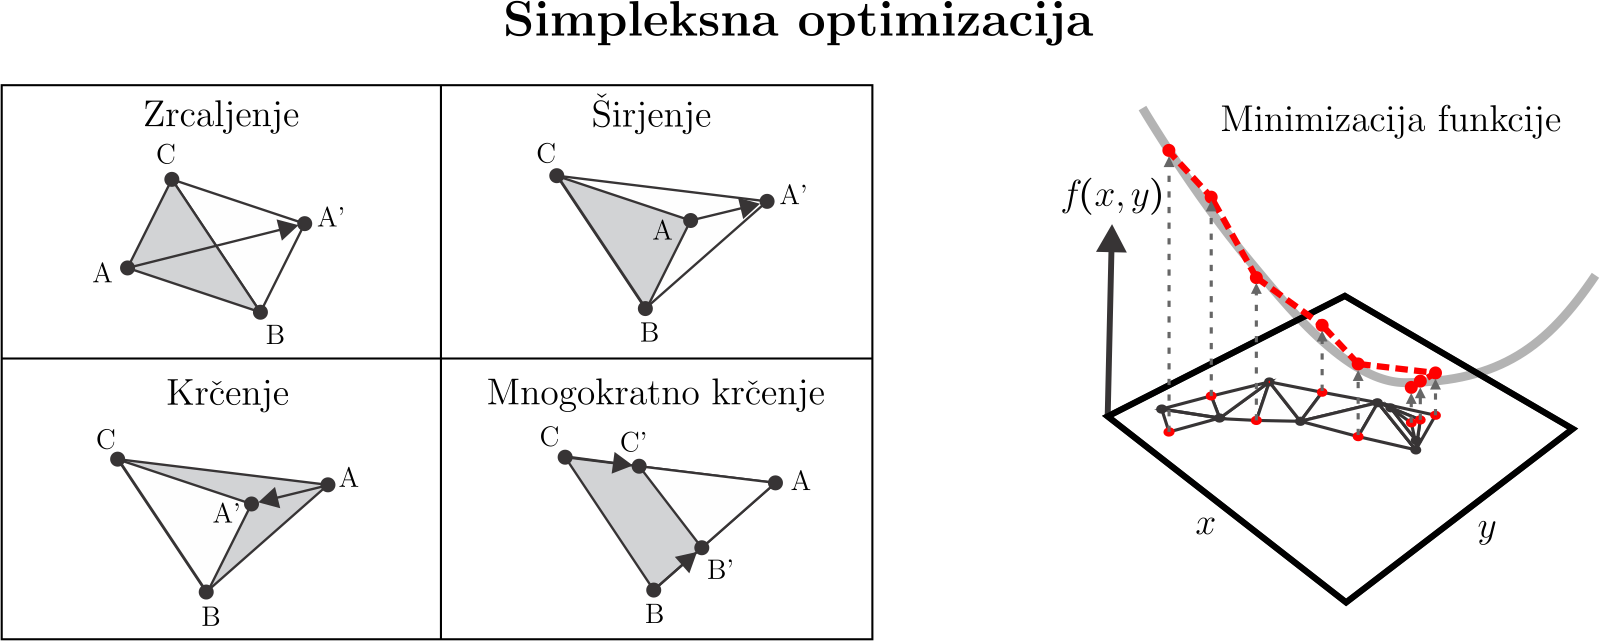 Simpleksna optimizacija
Zrcaljenje
C
A'
A
B
Širjenje
C
A'
A
B
Krčenje
C
A
A'
B
Mnogokratno krčenje
C
C'
A
B'
B
Minimizacija funkcije
f(x, y)
x
y